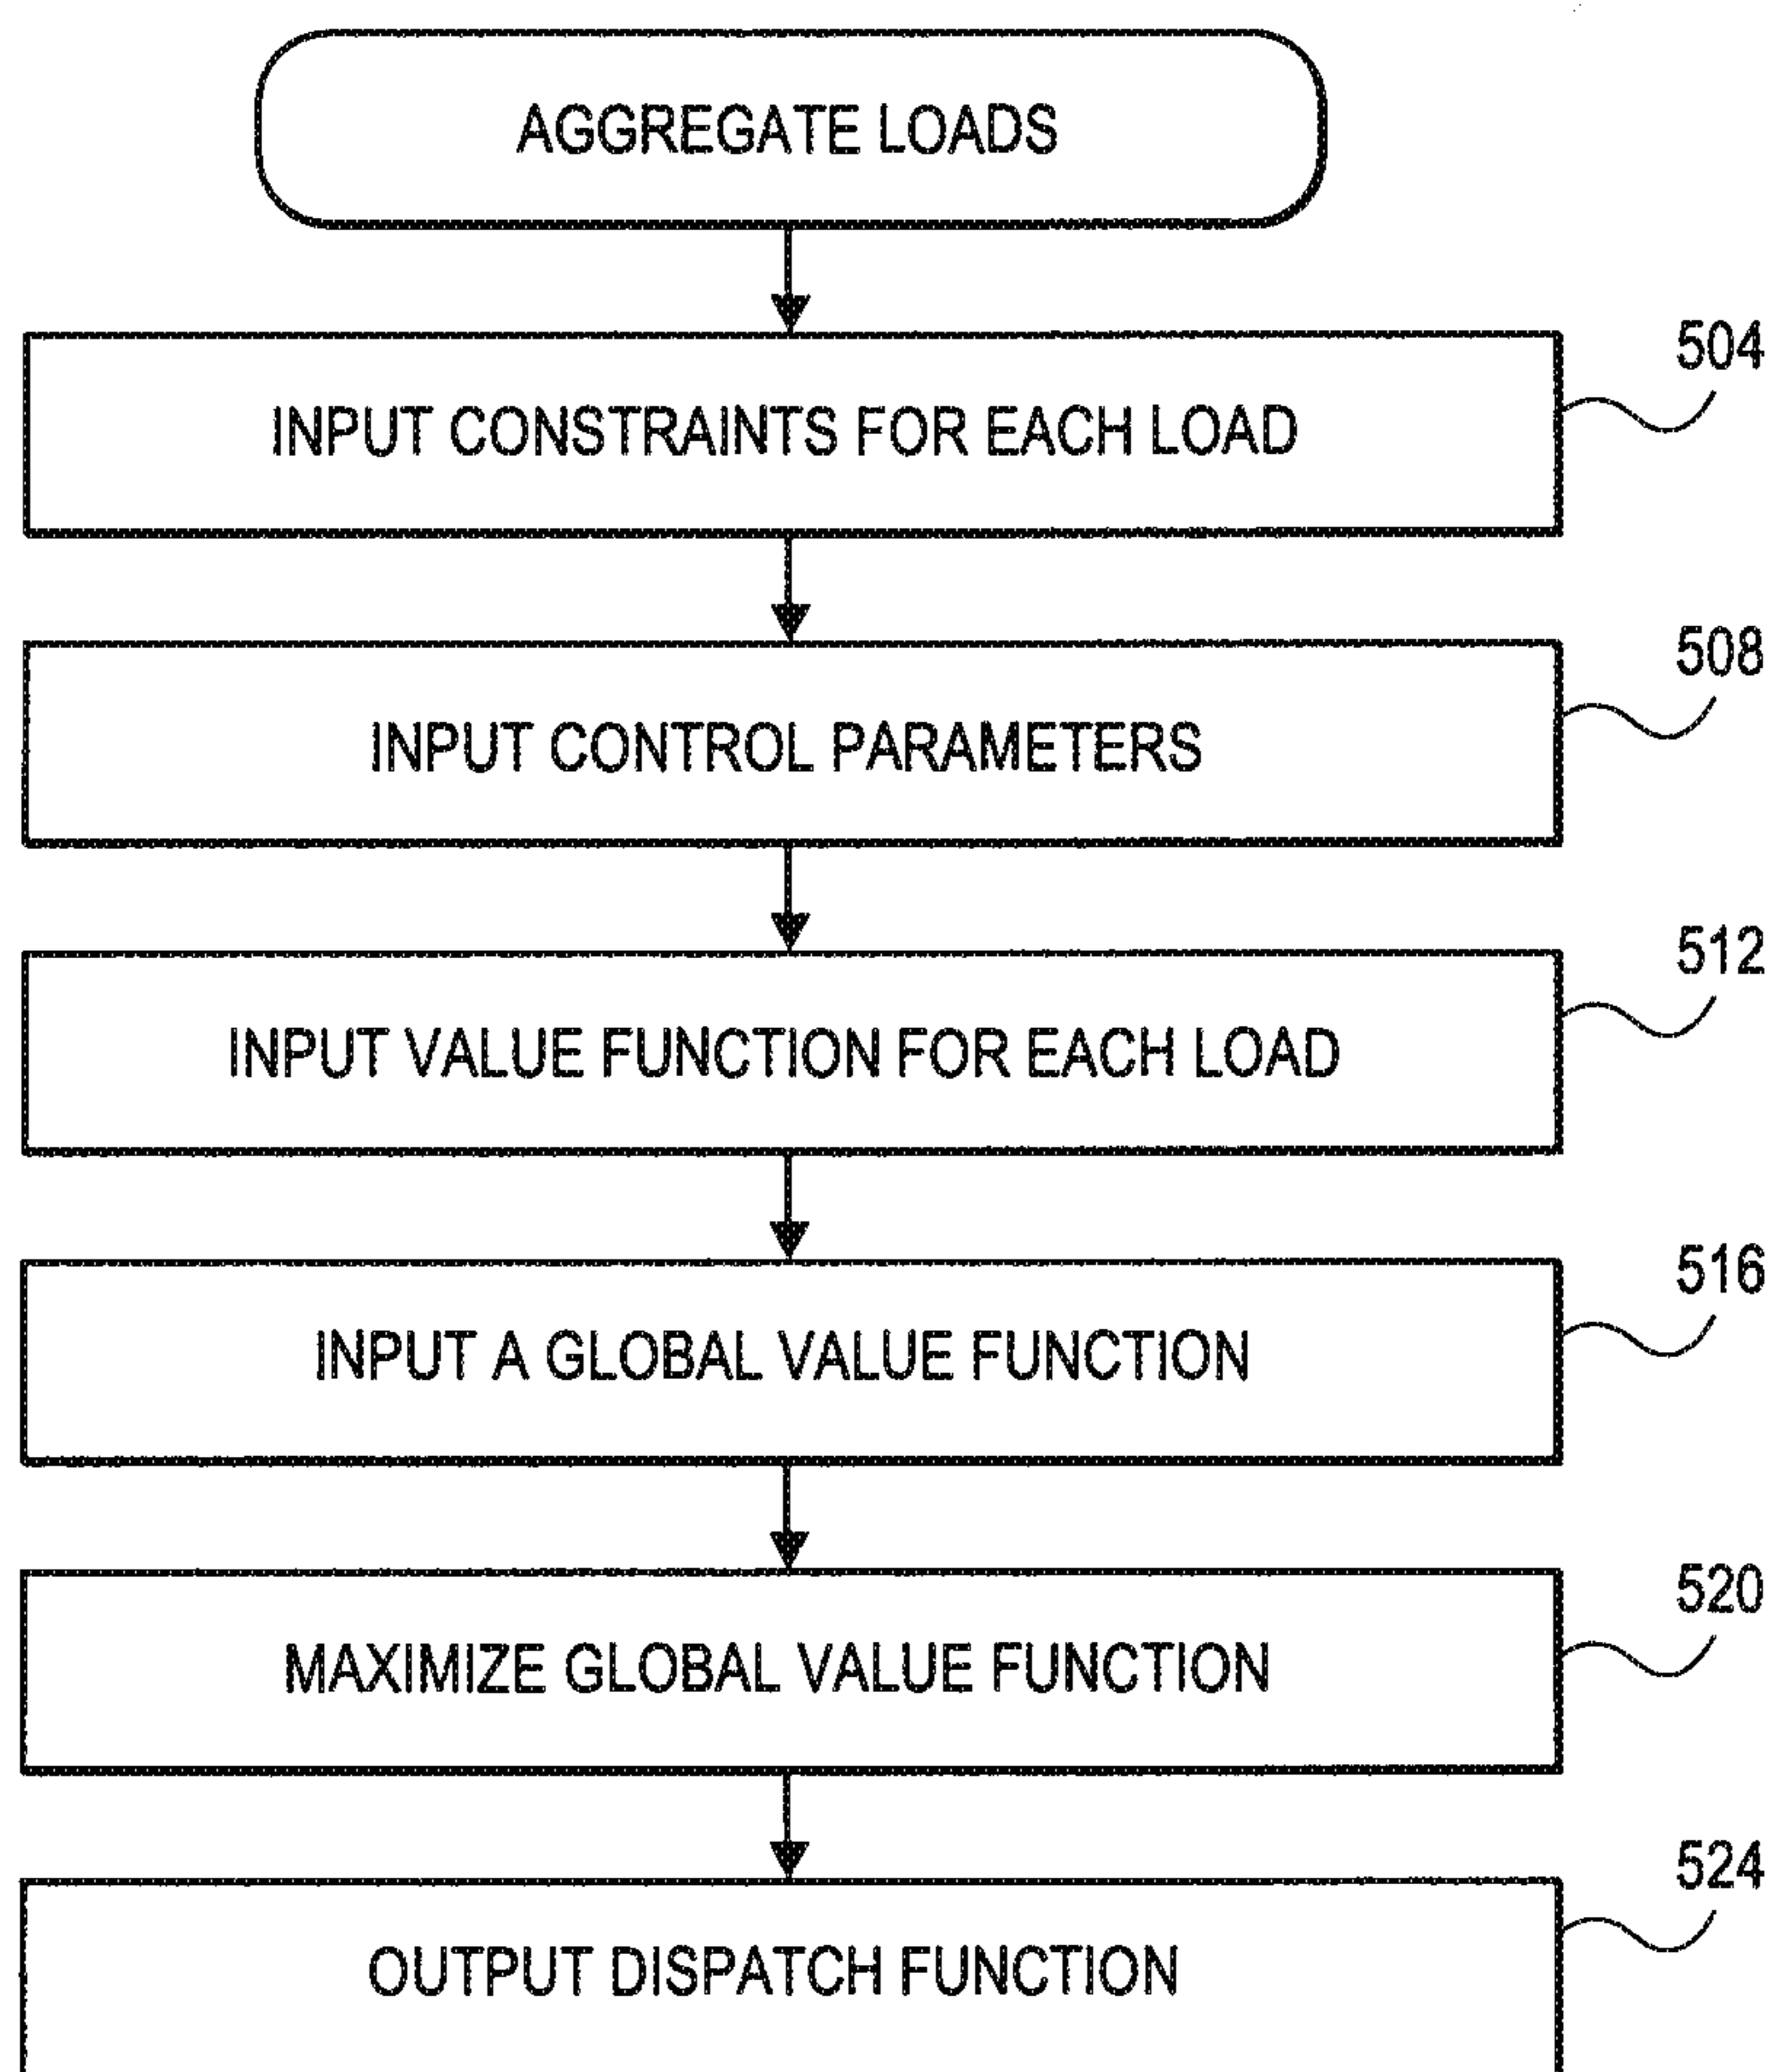 AGGREGATE LOADS
504
INPUT CONSTRAINTS FOR EACH LOAD
508
INPUT CONTROL PARAMETERS
512
INPUT VALUE FUNCTION FOR EACH LOAD
516
INPUT A GLOBAL VALUE FUNCTION
520
MAXIMIZE GLOBAL VALUE FUNCTION
524
OUTPUT DISPATCH FUNCTION